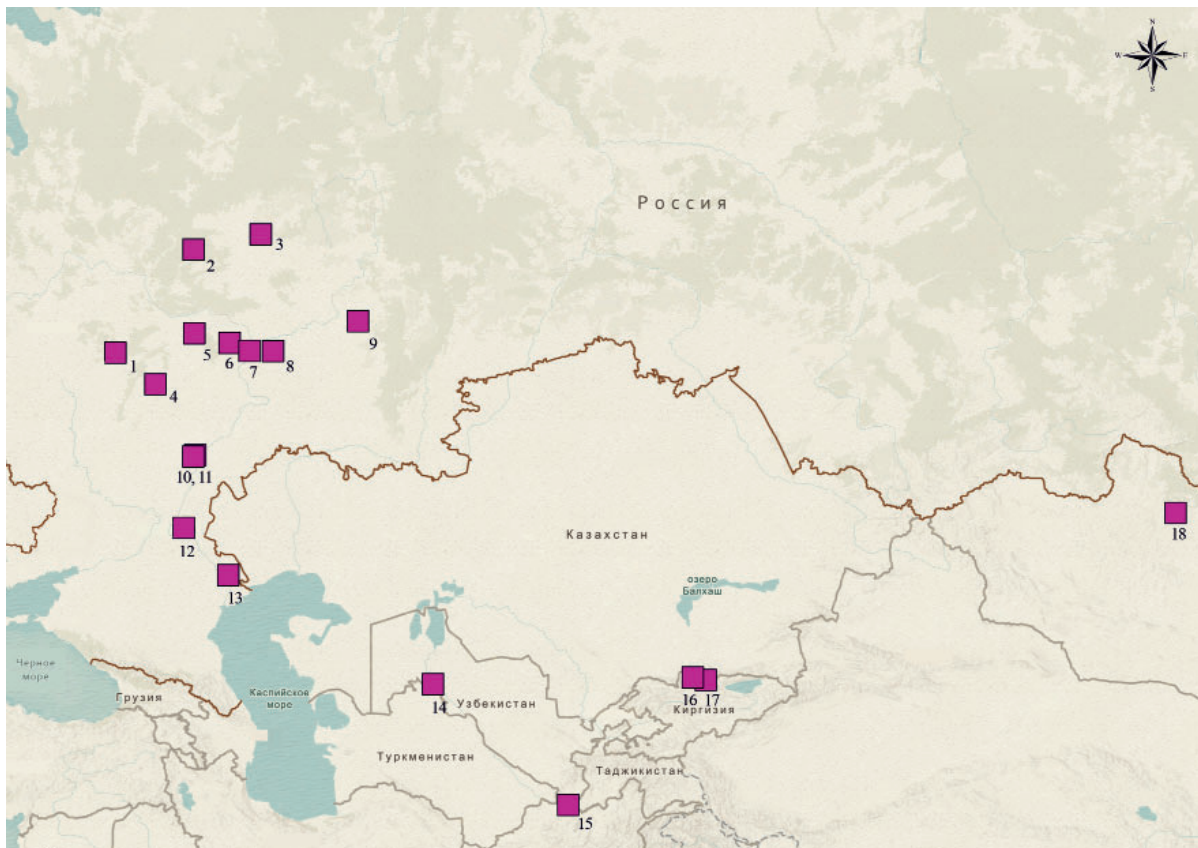 N
W E
S
Россия
3
2
9
5
6
7
8
1
4
10, 11
18
12
Казахстан
озеро
Балхаш
13
Черное
море
Грузия
Каспийское
море
14
Узбекистан
16
17
Киргизия
Туркменистан
Таджикистан
15